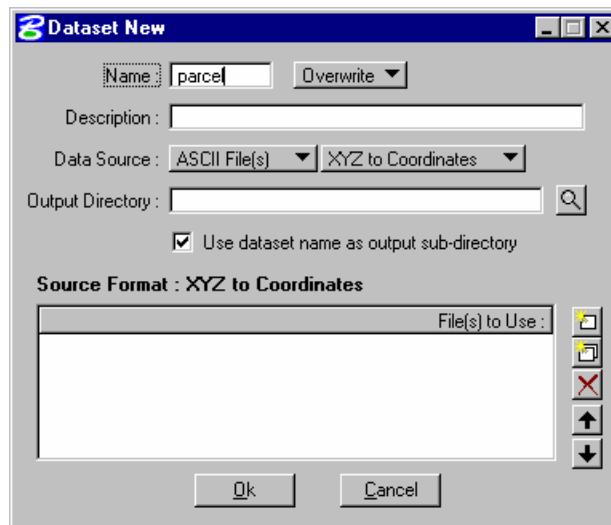 Dataset New
Name : parcel Overwrite
Description :
Data Source : ASCII File(s) XYZ to Coordinates
Output Directory :
Use dataset name as output sub-directory
Source Format : XYZ to Coordinates
File(s) to Use :
Ok Cancel